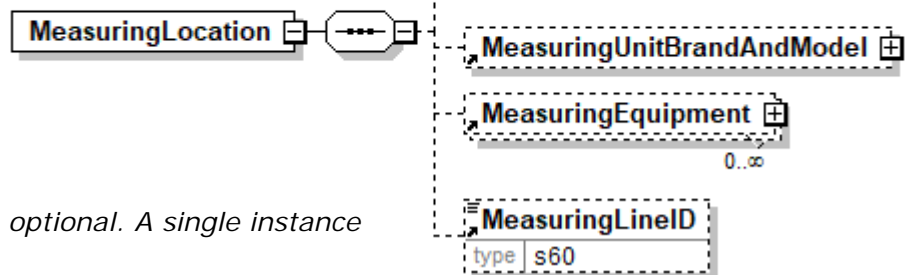 MeasuringLocation
MeasuringUnitBrandAndModel
MeasuringEquipment
0..∞
optional. A single instance
MeasuringLineID
type s60